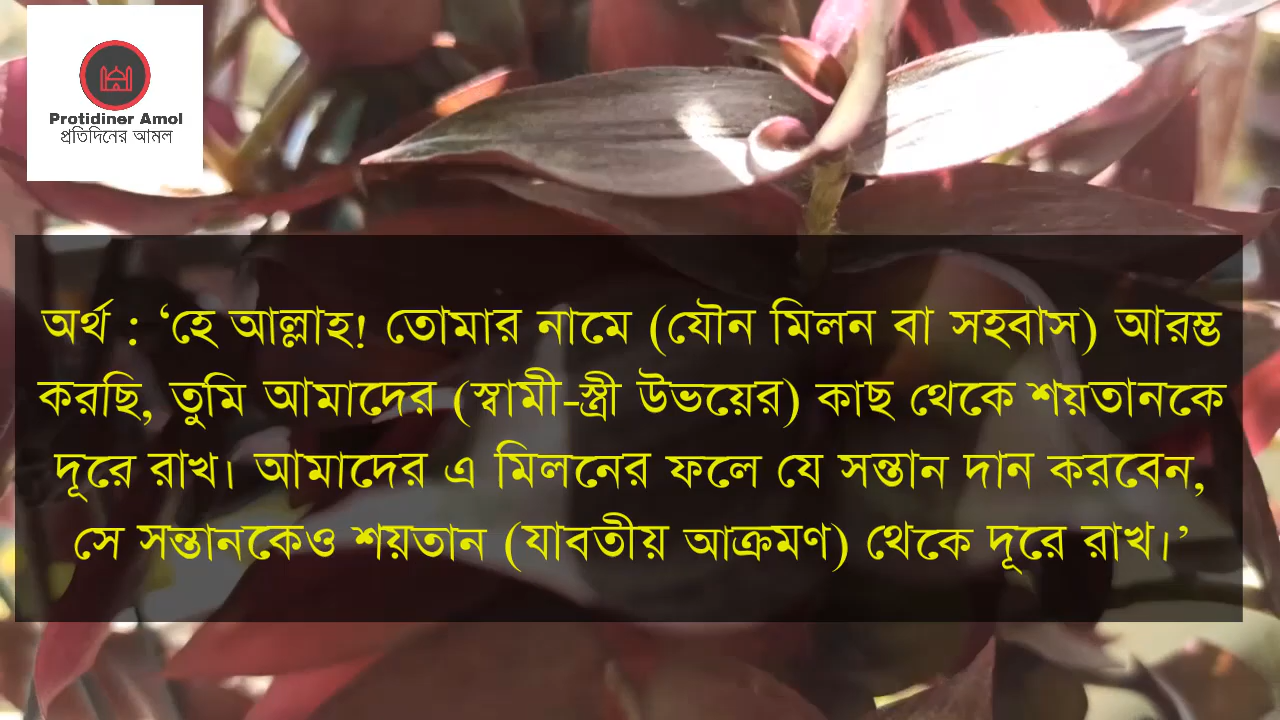 Protidiner Amol
প্রতিদিনের আমল
অর্থ : ‘হে আল্লাহ! তোমার নামে (যৌন মিলন বা সহবাস) আরম্ভ
করছি, তুমি আমাদের (স্বামী-স্ত্রী উভয়ের) কাছ থেকে শয়তানকে
দূরে রাখ। আমাদের এ মিলনের ফলে যে সন্তান দান করবেন,
সে সন্তানকেও শয়তান (যাবতীয় আক্রমণ) থেকে দূরে রাখ।’